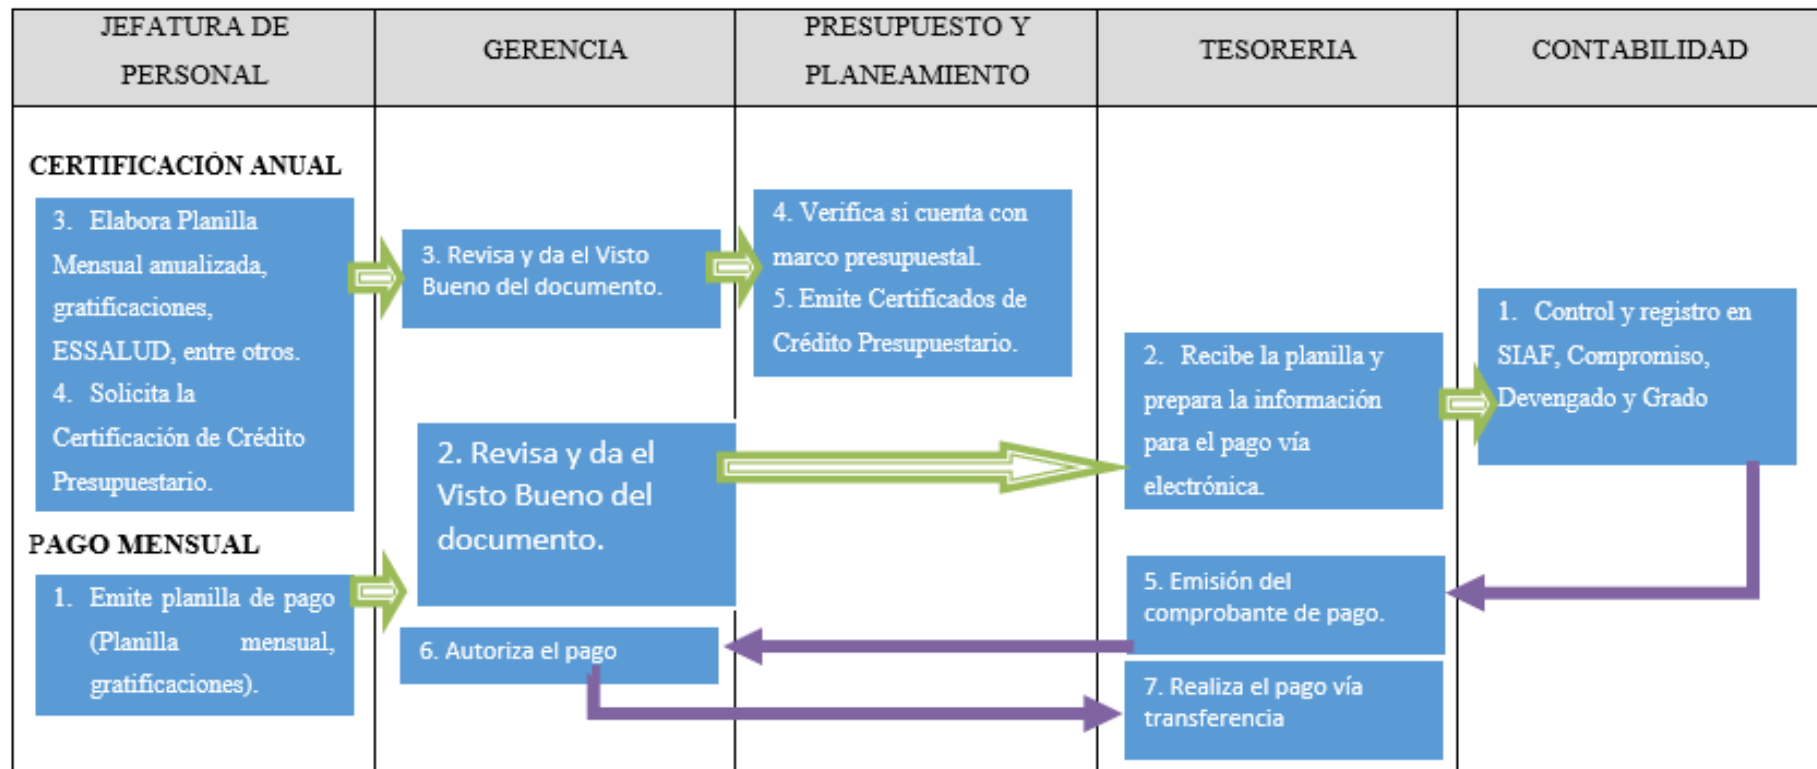 JEFATURA DE
PERSONAL
GERENCIA
PRESUPUESTO Y
PLANEAMIENTO
TESORERIA
CONTABILIDAD
CERTIFICACIÓN ANUAL
3. Elabora Planilla
Mensual anualizada,
gratificaciones,
ESSALUD, entre otros.
4. Solicita la
Certificación de Crédito
Presupuestario.
3. Revisa y da el Visto
Bueno del documento.
4. Verifica si cuenta con
marco presupuestal.
5. Emite Certificados de
Crédito Presupuestario.
PAGO MENSUAL
1. Emite planilla de pago
(Planilla mensual,
gratificaciones).
2. Revisa y da el
Visto Bueno del
documento.
2. Recibe la planilla y
prepara la información
para el pago vía
electrónica.
1. Control y registro en
SIAF, Compromiso,
Devengado y Grado
5. Emisión del
comprobante de pago.
6. Autoriza el pago
7. Realiza el pago vía
transferencia